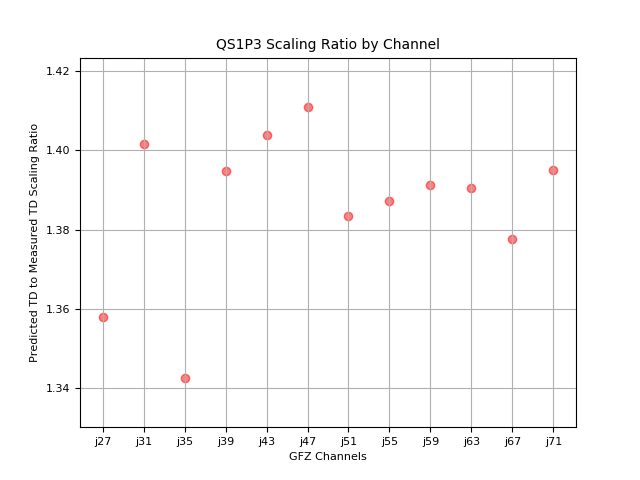 QS1P3 Scaling Ratio by Channel
1.42
1.40
1.38
1.36
1.34
Predicted TD to Measured TD Scaling Ratio
j27 j31 j35 j39 j43 j47 j51 j55 j59 j63 j67 j71
GFZ Channels